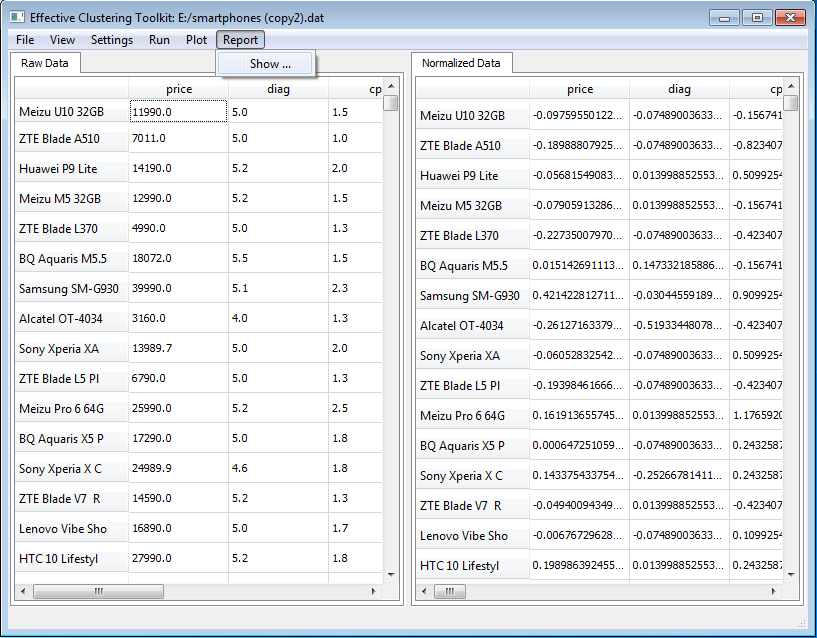 Effective Clustering Toolkit: E:/smartphones (copy2).dat
File View Settings Run Plot Report
Show ...
Raw Data
price diag cp
Meizu U10 32GB 11990.0 5.0 1.5
ZTE Blade A510 7011.0 5.0 1.0
Huawei P9 Lite 14190.0 5.2 2.0
Meizu M5 32GB 12990.0 5.2 1.5
ZTE Blade L370 4990.0 5.0 1.3
BQ Aquaris M5.5 18072.0 5.5 1.5
Samsung SM-G930 39990.0 5.1 2.3
Alcatel OT-4034 3160.0 4.0 1.3
Sony Xperia XA 13989.7 5.0 2.0
ZTE Blade L5 Pl 6790.0 5.0 1.3
Meizu Pro 6 64G 25990.0 5.2 2.5
BQ Aquaris X5 P 17290.0 5.0 1.8
Sony Xperia X C 24989.9 4.6 1.8
ZTE Blade V7 R 14590.0 5.2 1.3
Lenovo Vibe Sho 16890.0 5.0 1.7
HTC 10 Lifestyl 27990.0 5.2 1.8
Normalized Data
price diag cp
Meizu U10 32GB -0.09759550122... -0.07489003633... -0.156741
ZTE Blade A510 -0.18988807925... -0.07489003633... -0.823407
Huawei P9 Lite -0.05681549083... 0.013998852553... 0.5099254
Meizu M5 32GB -0.07905913286... 0.013998852553... -0.156741
ZTE Blade L370 -0.22735007970... -0.07489003633... -0.423407
BQ Aquaris M5.5 0.015142691113... 0.147332185886... -0.156741
Samsung SM-G930 0.421422812711... -0.03044559189... 0.9099254
Alcatel OT-4034 -0.26127163379... -0.51933448078... -0.423407
Sony Xperia XA -0.06052832542... -0.07489003633... 0.5099254
ZTE Blade L5 Pl -0.19398461666... -0.07489003633... -0.423407
Meizu Pro 6 64G 0.161913655745... 0.013998852553... 1.1765920
BQ Aquaris X5 P 0.000647251059... -0.07489003633... 0.2432587
Sony Xperia X C 0.143375433754... -0.25266781411... 0.2432587
ZTE Blade V7 R -0.04940094349... 0.013998852553... -0.423407
Lenovo Vibe Sho -0.00676729628... -0.07489003633... 0.1099254
HTC 10 Lifestyl 0.198986392455... 0.013998852553... 0.2432587